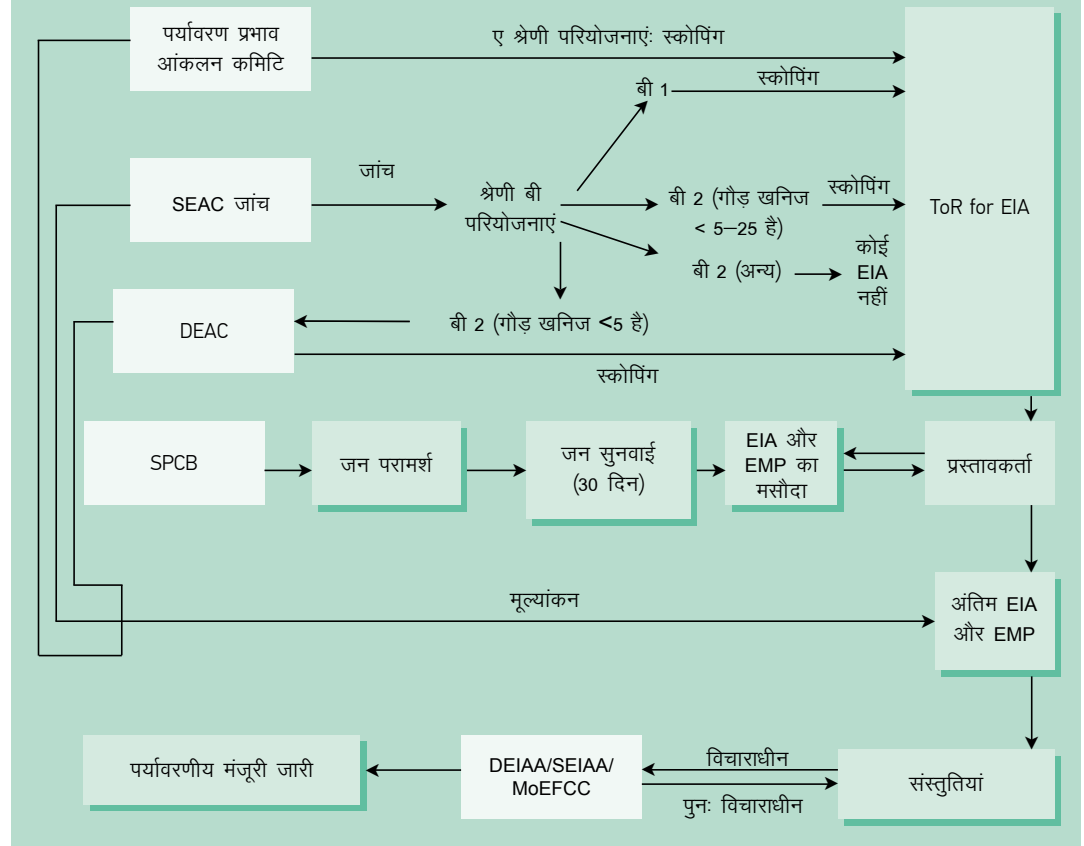 पर्यावरण प्रभाव
आंकलन कमिटि
ए श्रेणी परियोजनाएंः स्कोपिंग
बी 1
स्कोपिंग
ToR for EIA
SEAC जांच
जांच
श्रेणी बी
परियोजनाएं
बी 2 (गौड़ खनिज
< 5–25 है)
स्कोपिंग
बी 2 (अन्य)
कोई
EIA
नहीं
DEAC
बी 2 (गौड़ खनिज <5 है)
स्कोपिंग
SPCB
जन परामर्श
जन सुनवाई
(30 दिन)
EIA और
EMP का
मसौदा
प्रस्तावकर्ता
मूल्यांकन
अंतिम EIA
और EMP
पर्यावरणीय मंजूरी जारी
DEIAA/SEIAA/
MoEFCC
विचाराधीन
पुनः विचाराधीन
संस्तुतियां